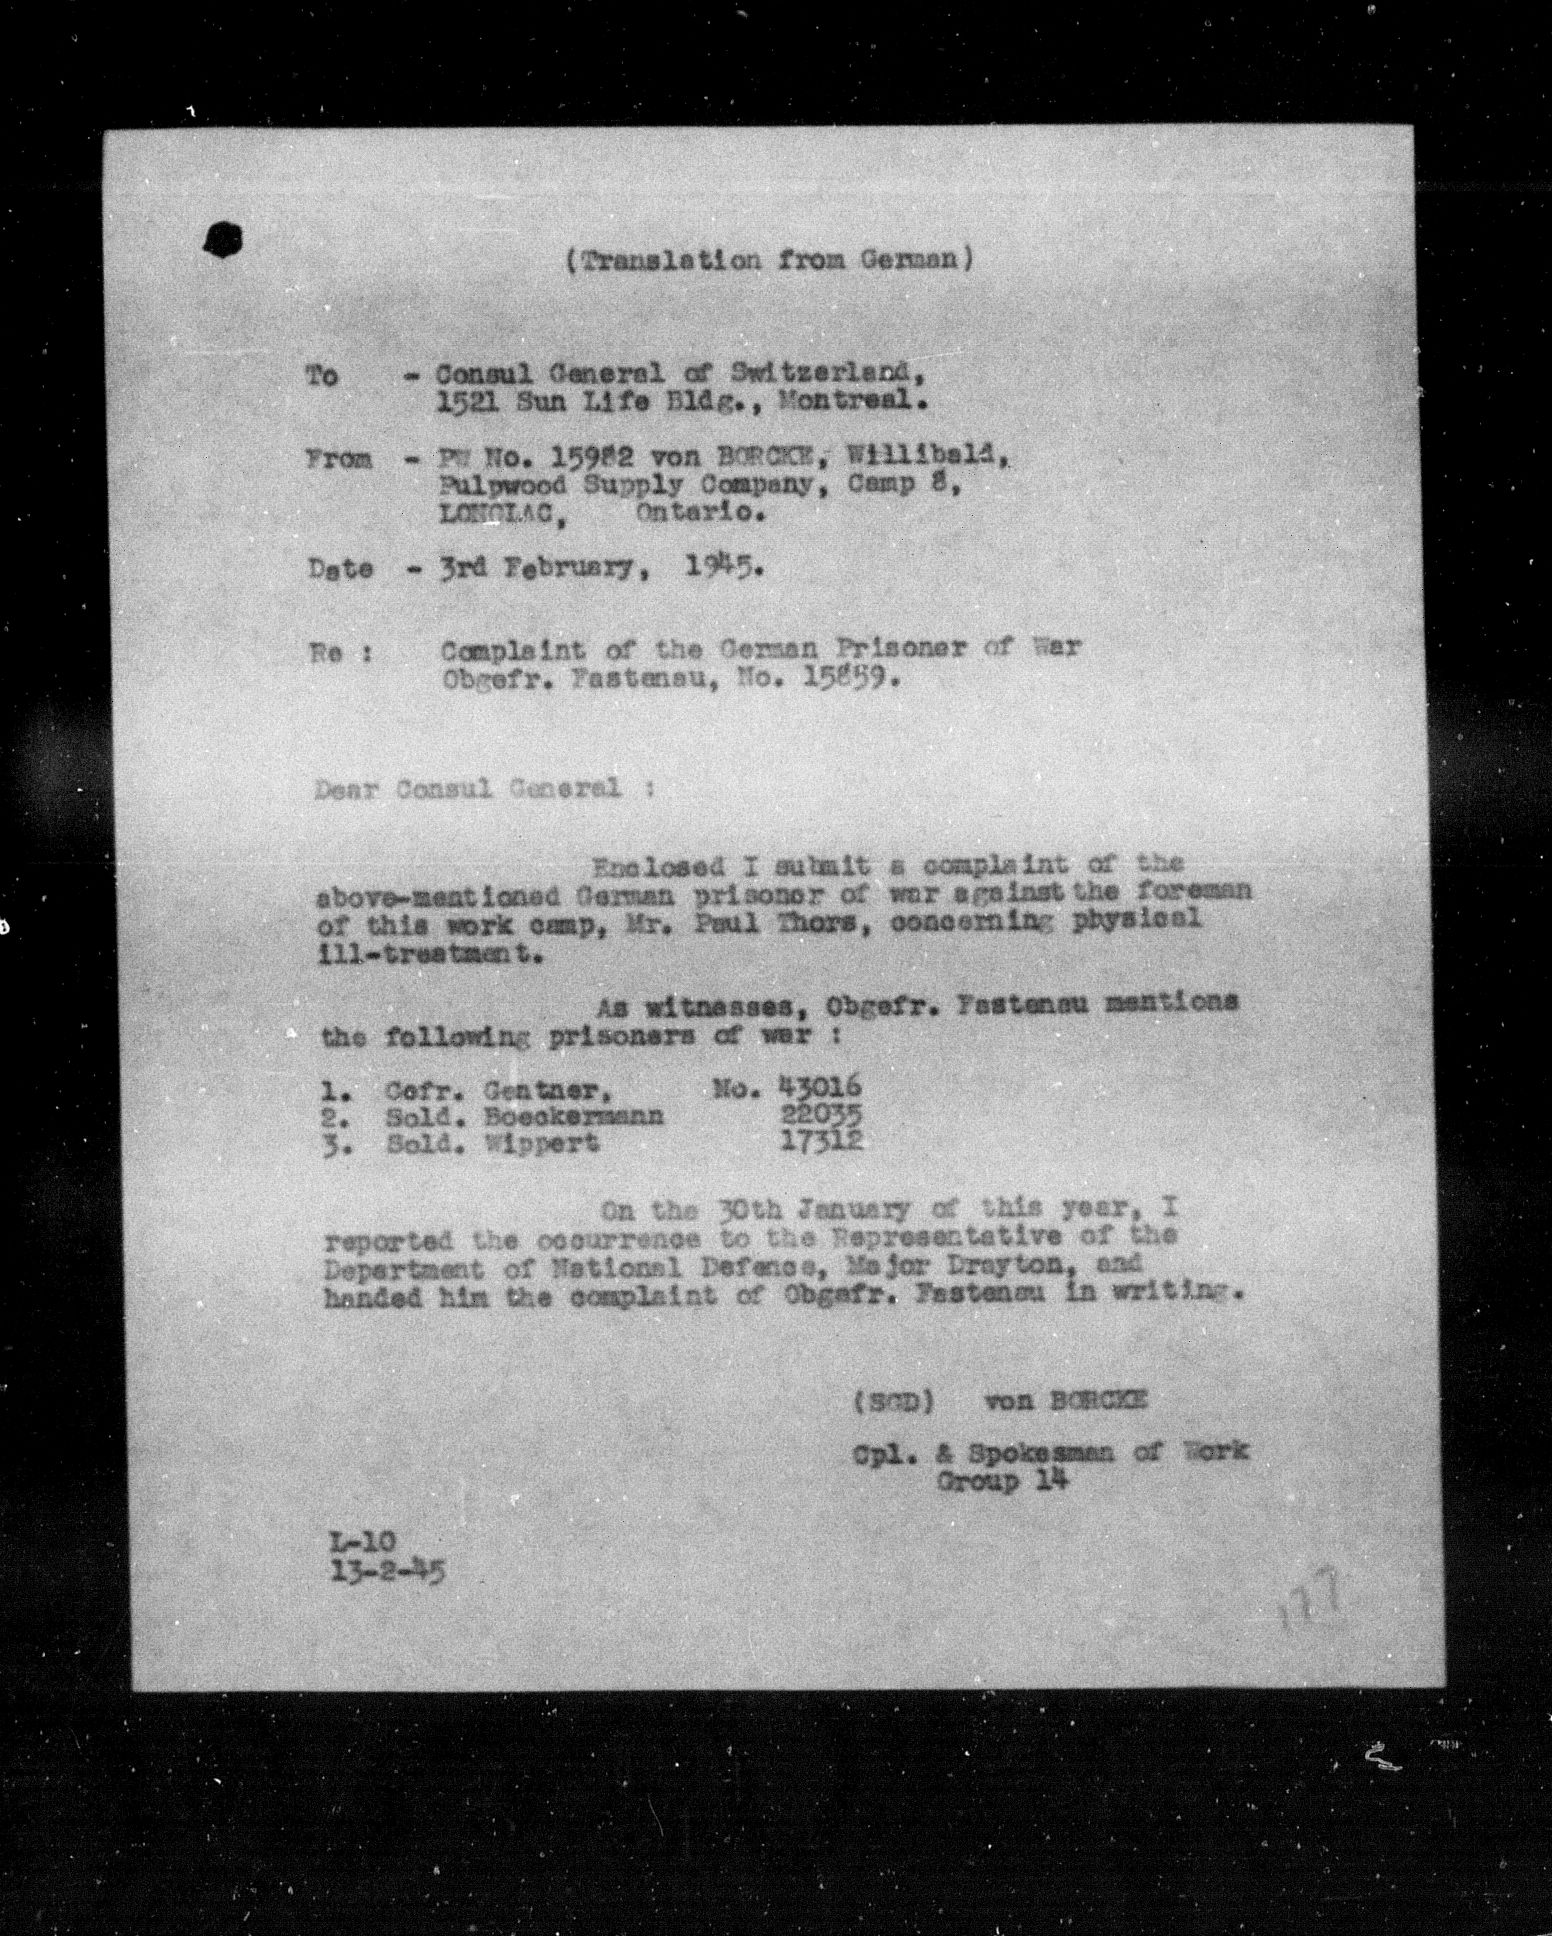 (Translation from German)
To - Consul General of Switzerland,
1521 Sun Life Bldg., Montreal.
From - PW No. 15982 von BORCKE, Willibald,
Pulpwood Supply Company, Camp 8,
LONGLAC, Ontario.
Date - 3rd February, 1945.
Re : Complaint of the German Prisoner of War
Obgefr. Fastenau, No. 15859.
Dear Consul General :
Enclosed I submit a complaint of the
above-mentioned German prisoner of war against the foreman
of this work camp, Mr. Paul Thors, concerning physical
ill-treatment.
As witnesses, Obgefr. Fastenau mentions
the following prisoners of war :
1. Gefr. Gentner, No. 43016
2. Sold. Boeckermann 22035
3. Sold. Wippert 17312
On the 30th January of this year, I
reported the occurrence to the Representative of the
Department of National Defence, Major Drayton, and
handed him the complaint of Obgefr. Fastenau in writing.
(SGD) von BORCKE
Cpl. & Spokesman of Work
Group 14
L-10
13-2-45
177